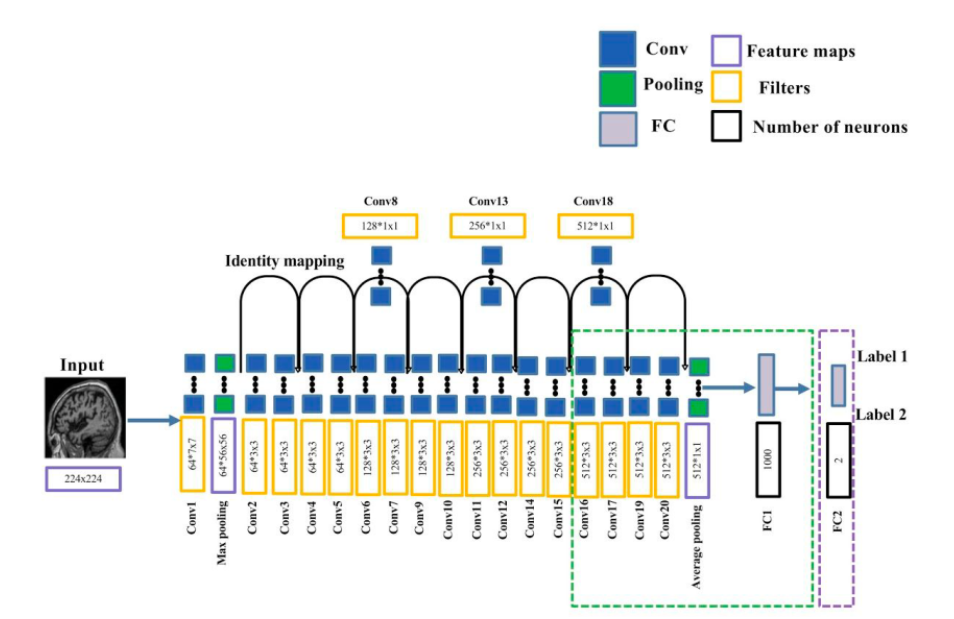 Conv
Feature maps
Pooling
Filters
FC
Number of neurons
Conv8
Conv13
Conv18
128*1x1
256*1x1
512*1x1
Identity mapping
Input
224x224
Label 1
Label 2
64*7x7
64*56x56
64*3x3
64*3x3
64*3x3
64*3x3
128*3x3
128*3x3
128*3x3
128*3x3
256*3x3
256*3x3
256*3x3
256*3x3
512*3x3
512*3x3
512*3x3
512*3x3
512*1x1
1000
2
Conv1
Max pooling
Conv2
Conv3
Conv4
Conv5
Conv6
Conv7
Conv9
Conv10
Conv11
Conv12
Conv14
Conv15
Conv16
Conv17
Conv19
Conv20
Average pooling
FC1
FC2